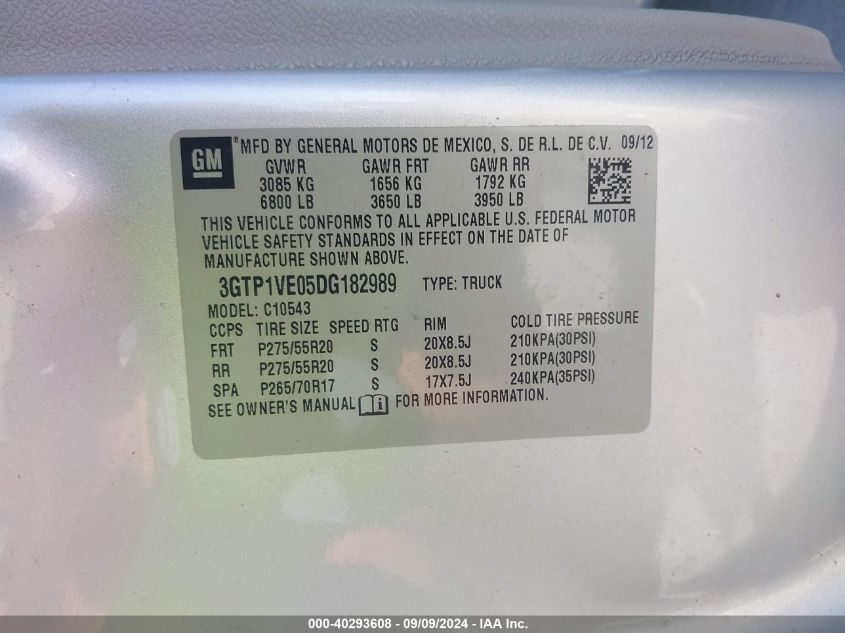 GM
® MFD BY GENERAL MOTORS DE MEXICO, S. DE R.L. DE C.V. 09/12
GVWR GAWR FRT GAWR RR
3085 KG 1656 KG 1792 KG
6800 LB 3650 LB 3950 LB
THIS VEHICLE CONFORMS TO ALL APPLICABLE U.S. FEDERAL MOTOR
VEHICLE SAFETY STANDARDS IN EFFECT ON THE DATE OF
MANUFACTURE SHOWN ABOVE.
3GTP1VE05DG182989 TYPE: TRUCK
MODEL: C10543
CCPS TIRE SIZE SPEED RTG RIM COLD TIRE PRESSURE
FRT P275/55R20 S 20X8.5J 210KPA(30PSI)
RR P275/55R20 S 20X8.5J 210KPA(30PSI)
SPA P265/70R17 S 17X7.5J 240KPA(35PSI)
SEE OWNER'S MANUAL i FOR MORE INFORMATION.
000-40293608 - 09/09/2024 - IAA Inc.